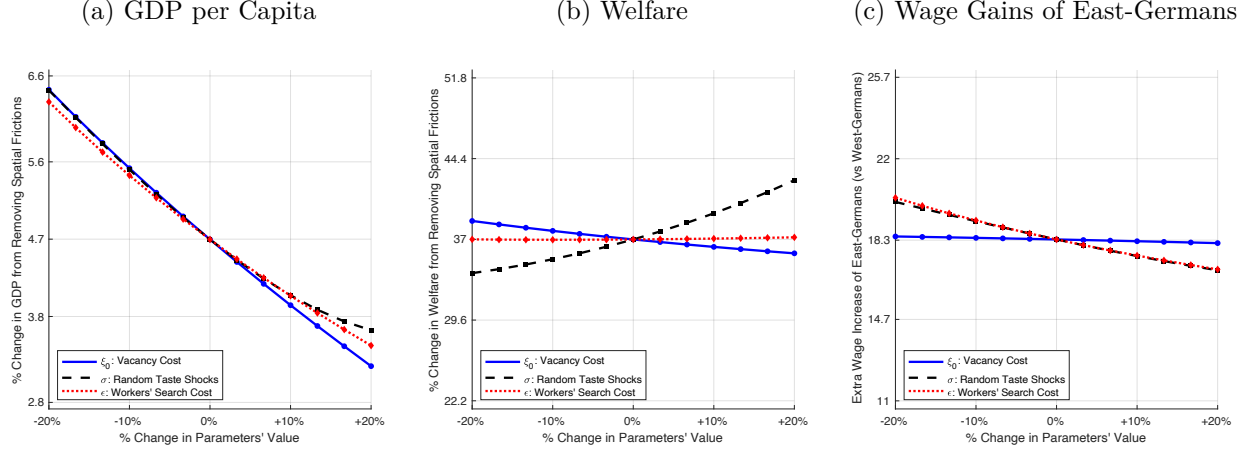 (a) GDP per Capita
% Change in GDP from Removing Spatial Frictions
6.6
5.6
4.7
3.8
2.8
ξ₀: Vacancy Cost
σ: Random Taste Shocks
ϵ: Workers' Search Cost
-20%
-10%
0%
+10%
+20%
% Change in Parameters' Value
(b) Welfare
% Change in Welfare from Removing Spatial Frictions
51.8
44.4
37
29.6
22.2
ξ₀: Vacancy Cost
σ: Random Taste Shocks
ϵ: Workers' Search Cost
-20%
-10%
0%
+10%
+20%
% Change in Parameters' Value
(c) Wage Gains of East-Germans
Extra Wage Increase of East-Germans (vs West-Germans)
25.7
22
18.3
14.7
11
ξ₀: Vacancy Cost
σ: Random Taste Shocks
ϵ: Workers' Search Cost
-20%
-10%
0%
+10%
+20%
% Change in Parameters' Value